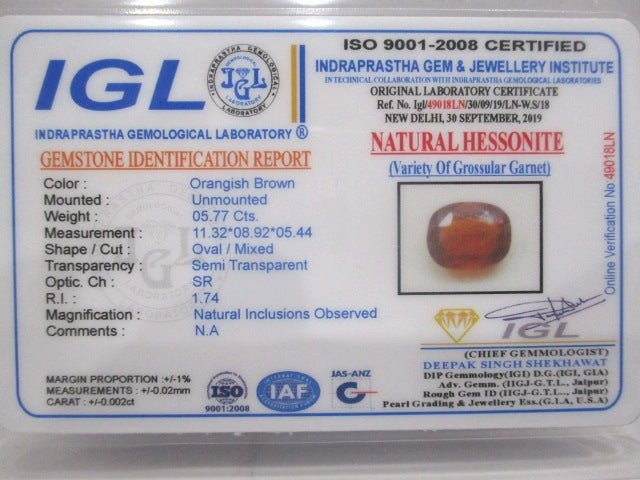 IGL
INDRAPRASTHA GEMOLOGICAL LABORATORY
IGL
INDRAPRASTHA GEMOLOGICAL LABORATORY ®
GEMSTONE IDENTIFICATION REPORT
Color : Orangish Brown
Mounted : Unmounted
Weight : 05.77 Cts.
Measurement : 11.32*08.92*05.44
Shape / Cut : Oval / Mixed
Transparency : Semi Transparent
Optic. Ch : SR
R.I. : 1.74
Magnification : Natural Inclusions Observed
Comments : N.A
MARGIN PROPORTION :+/-1%
MEASUREMENTS : +/-0.02mm
CARAT : +/-0.002ct
ISO
9001:2008
IAF
JAS-ANZ
ISO 9001-2008 CERTIFIED
INDRAPRASTHA GEM & JEWELLERY INSTITUTE
IN TECHNICAL COLLABORATION WITH INDRAPRASTHA GEMOLOGICAL LABORATORIES
ORIGINAL LABORATORY CERTIFICATE
Ref. No. Igl/49018LN/30/09/19/LN-W.S/18
NEW DELHI, 30 SEPTEMBER, 2019
NATURAL HESSONITE
(Variety Of Grossular Garnet)
Online Verification No 49018LN
IGL
(CHIEF GEMMOLOGIST)
DEEPAK SINGH SHEKHAWAT
DIP Gemmology(IGI) D.G.(IGI, GIA)
Adv. Gemm. (IIGJ-G.T.L., Jaipur)
Rough Gem ID (IIGJ-G.T.L., Jaipur)
Pearl Grading & Jewellery Ess.(G.I.A, U.S.A)